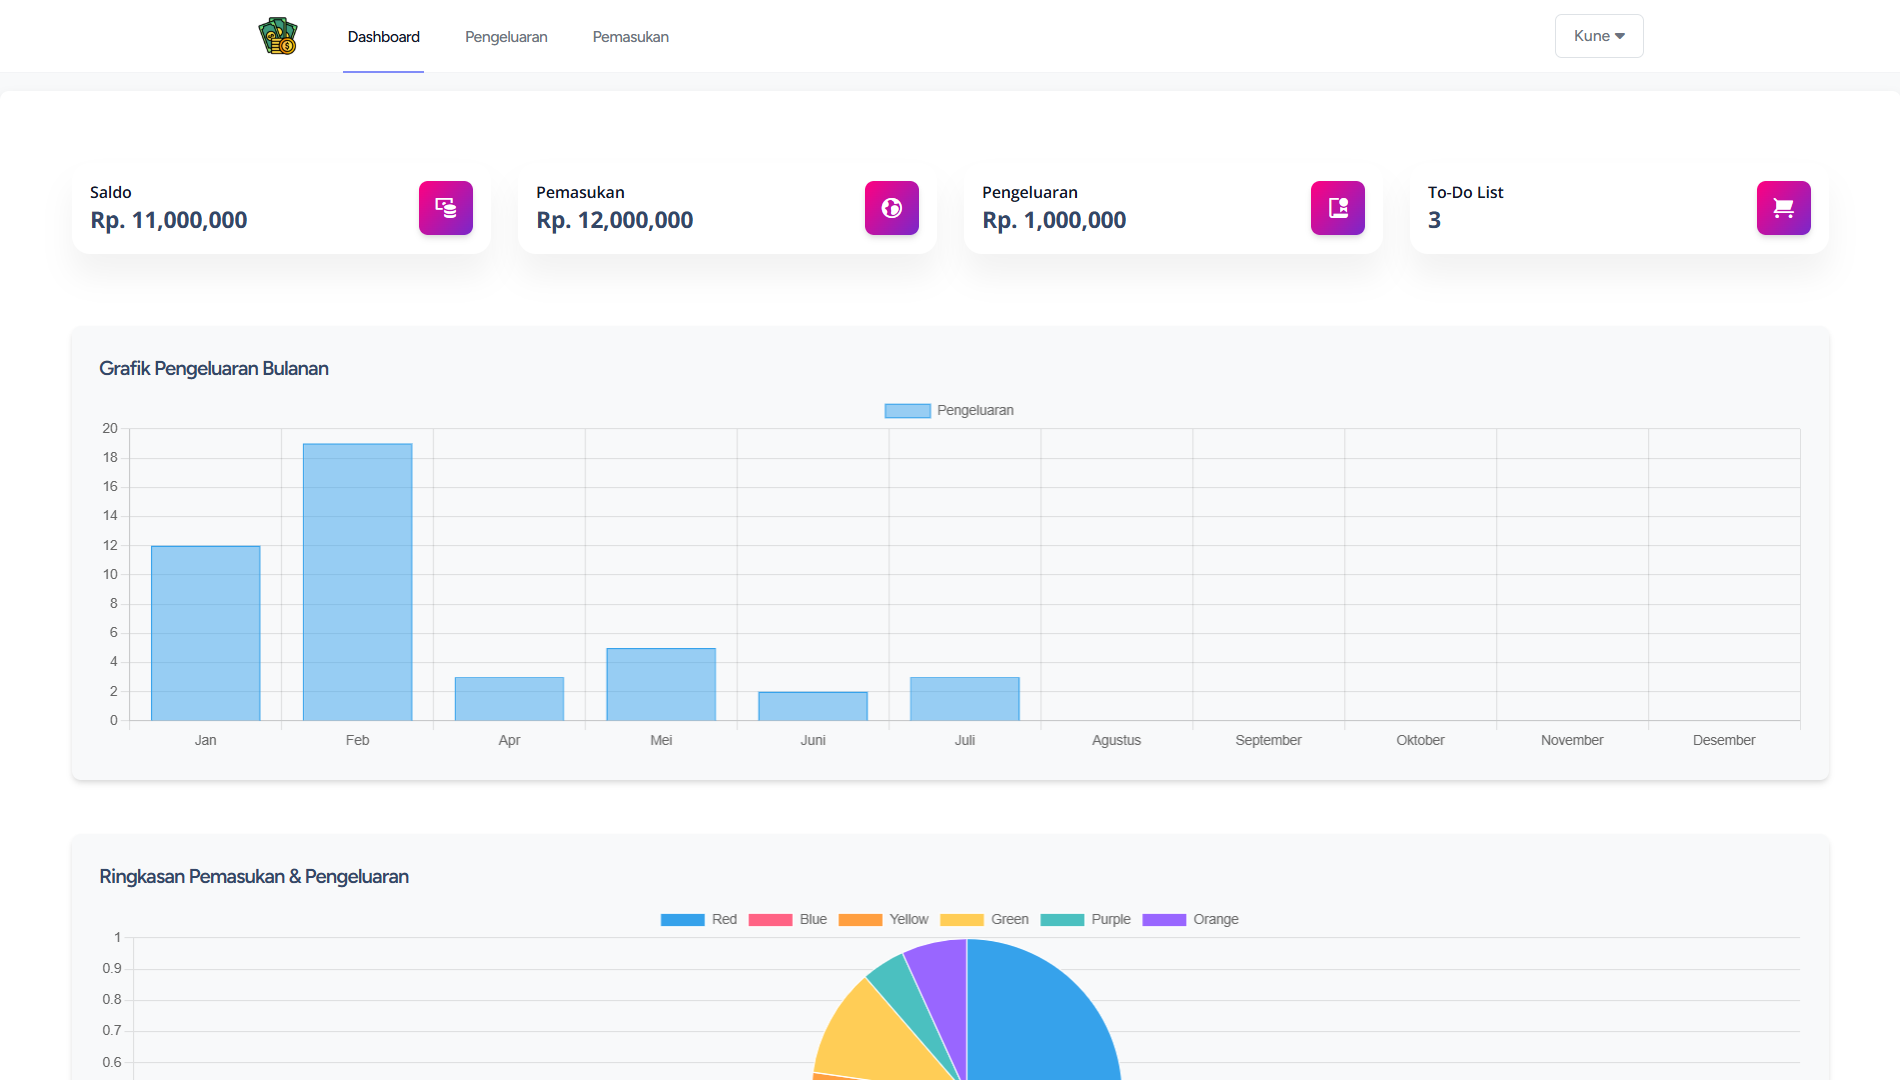 Dashboard Pengeluaran Pemasukan Kune
Saldo
Rp. 11,000,000
Pemasukan
Rp. 12,000,000
Pengeluaran
Rp. 1,000,000
To-Do List
3
Grafik Pengeluaran Bulanan
Pengeluaran
20
18
16
14
12
10
8
6
4
2
0
Jan Feb Apr Mei Juni Juli Agustus September Oktober November Desember
Ringkasan Pemasukan & Pengeluaran
Red Blue Yellow Green Purple Orange
1
0.9
0.8
0.7
0.6